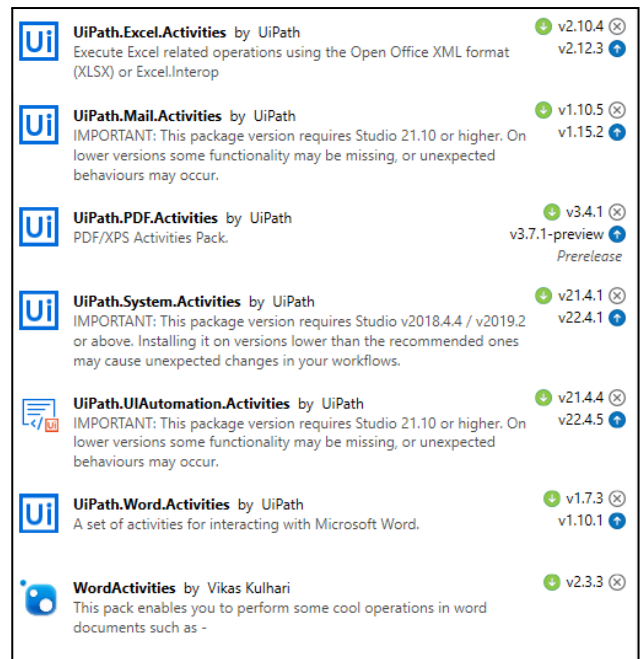 Ui
UiPath.Excel.Activities by UiPath
v2.10.4
Execute Excel related operations using the Open Office XML format
v2.12.3
(XLSX) or Excel.Interop
Ui
UiPath.Mail.Activities by UiPath
v1.10.5
IMPORTANT: This package version requires Studio 21.10 or higher. On
v1.15.2
lower versions some functionality may be missing, or unexpected
behaviours may occur.
Ui
UiPath.PDF.Activities by UiPath
v3.4.1
PDF/XPS Activities Pack.
v3.7.1-preview
Prerelease
Ui
UiPath.System.Activities by UiPath
v21.4.1
IMPORTANT: This package version requires Studio v2018.4.4 / v2019.2
v22.4.1
or above. Installing it on versions lower than the recommended ones
may cause unexpected changes in your workflows.
Ui
UiPath.UIAutomation.Activities by UiPath
v21.4.4
IMPORTANT: This package version requires Studio 21.10 or higher. On
v22.4.5
lower versions some functionality may be missing, or unexpected
behaviours may occur.
Ui
UiPath.Word.Activities by UiPath
v1.7.3
A set of activities for interacting with Microsoft Word.
v1.10.1
WordActivities by Vikas Kulhari
v2.3.3
This pack enables you to perform some cool operations in word
documents such as -